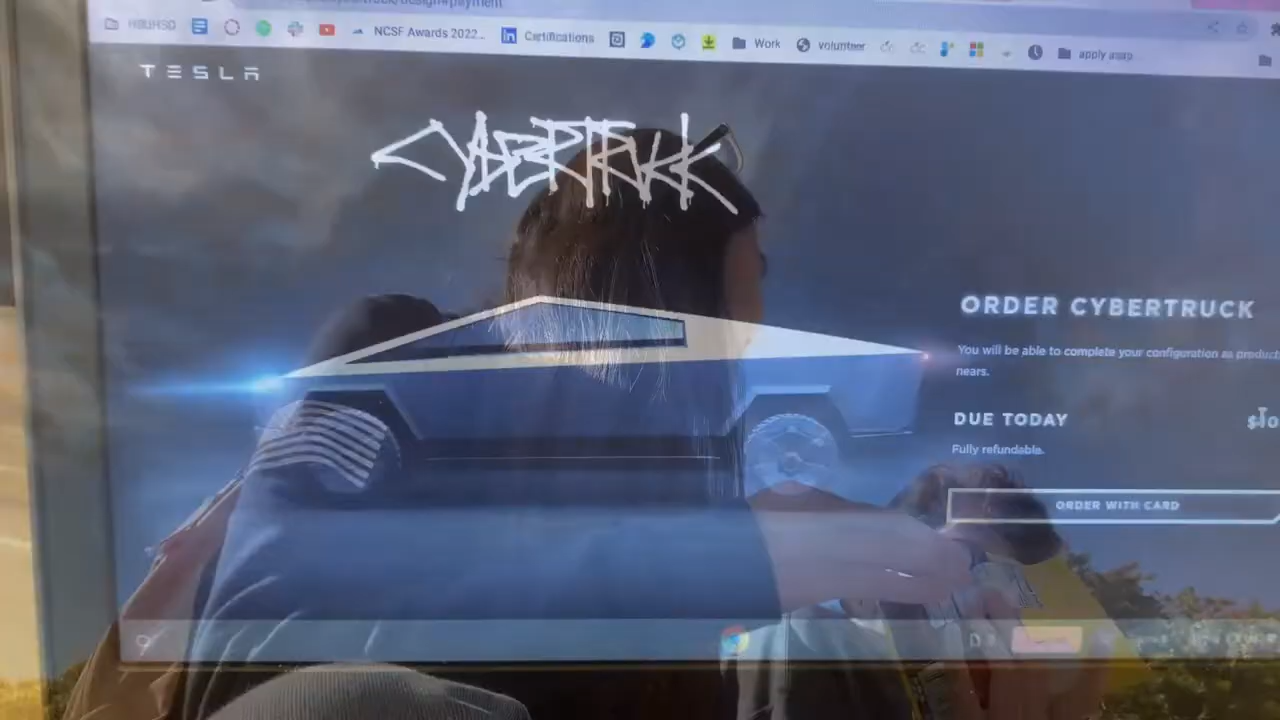 NCSF Awards 2022...
Certifications
Work
volunteer
apply asap
TESLA
CYBERTRUCK
ORDER CYBERTRUCK
You will be able to complete your configuration as
nears.
DUE TODAY
Fully refundable.
ORDER WITH CARD